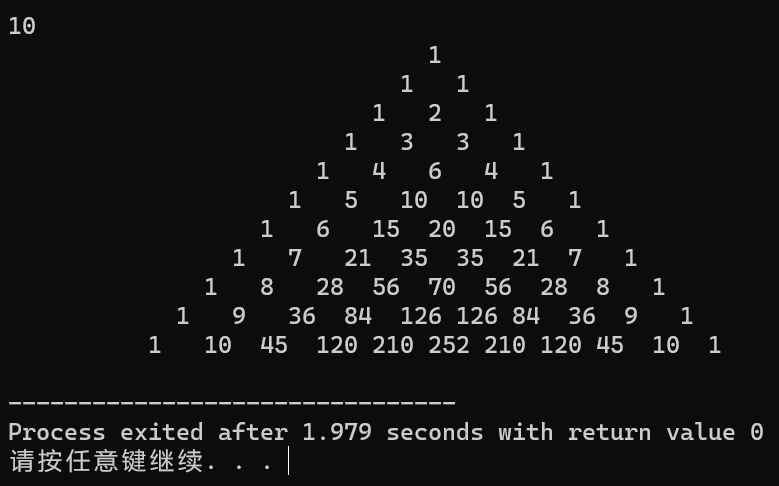 10
1
1 1
1 2 1
1 3 3 1
1 4 6 4 1
1 5 10 10 5 1
1 6 15 20 15 6 1
1 7 21 35 35 21 7 1
1 8 28 56 70 56 28 8 1
1 9 36 84 126 126 84 36 9 1
1 10 45 120 210 252 210 120 45 10 1
--------------------------------
Process exited after 1.979 seconds with return value 0
请按任意键继续. . .